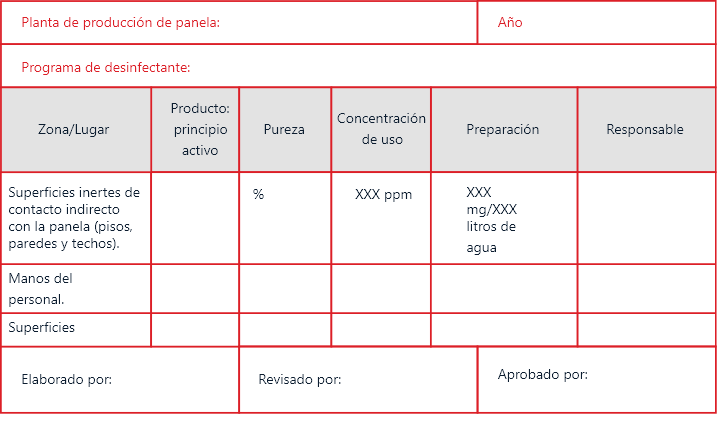 Planta de producción de panela:
Año
Programa de desinfectante:
Zona/Lugar
Producto:
principio
activo
Pureza
Concentración
de uso
Preparación
Responsable
Superficies inertes de
contacto indirecto
con la panela (pisos,
paredes y techos).
%
XXX ppm
XXX
mg/XXX
litros de
agua
Manos del
personal.
Superficies
Elaborado por:
Revisado por:
Aprobado por: